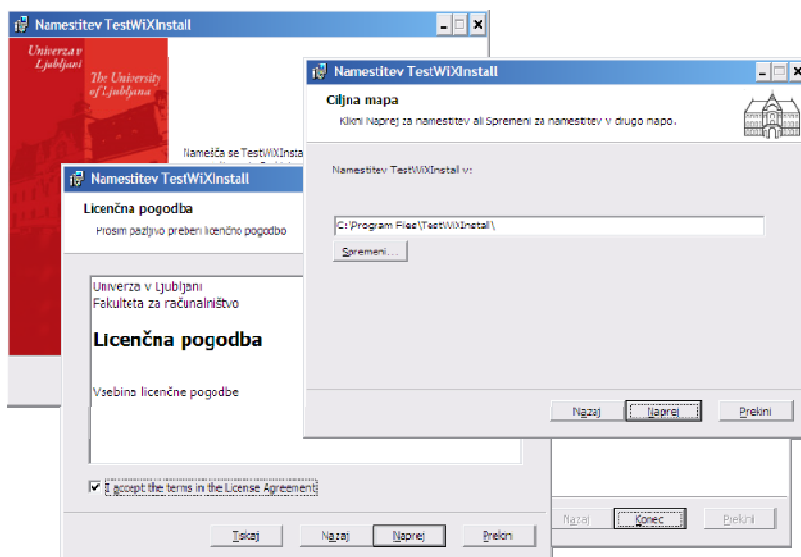 Namestitev TestWiXInstall
Univerza v
Ljubljani
The University
of Ljubljana
Namešča se TestWiXInsta
Namestitev TestWiXInstall
Licenčna pogodba
Prosim pazljivo preberi licenčno pogodbo
Univerza v Ljubljani
Fakulteta za računalništvo
Licenčna pogodba
Vsebina licenčne pogodbe
I accept the terms in the License Agreement
Tiskaj
Nazaj
Naprej
Prekini
Namestitev TestWiXInstall
Ciljna mapa
Klikni Naprej za namestitev ali Spremeni za namestitev v drugo mapo.
Namestitev TestWiXInstall v:
C:\Program Files\TestWiXInstall\
Spremeni...
Nazaj
Naprej
Prekini
Nazaj
Konec
Prekini